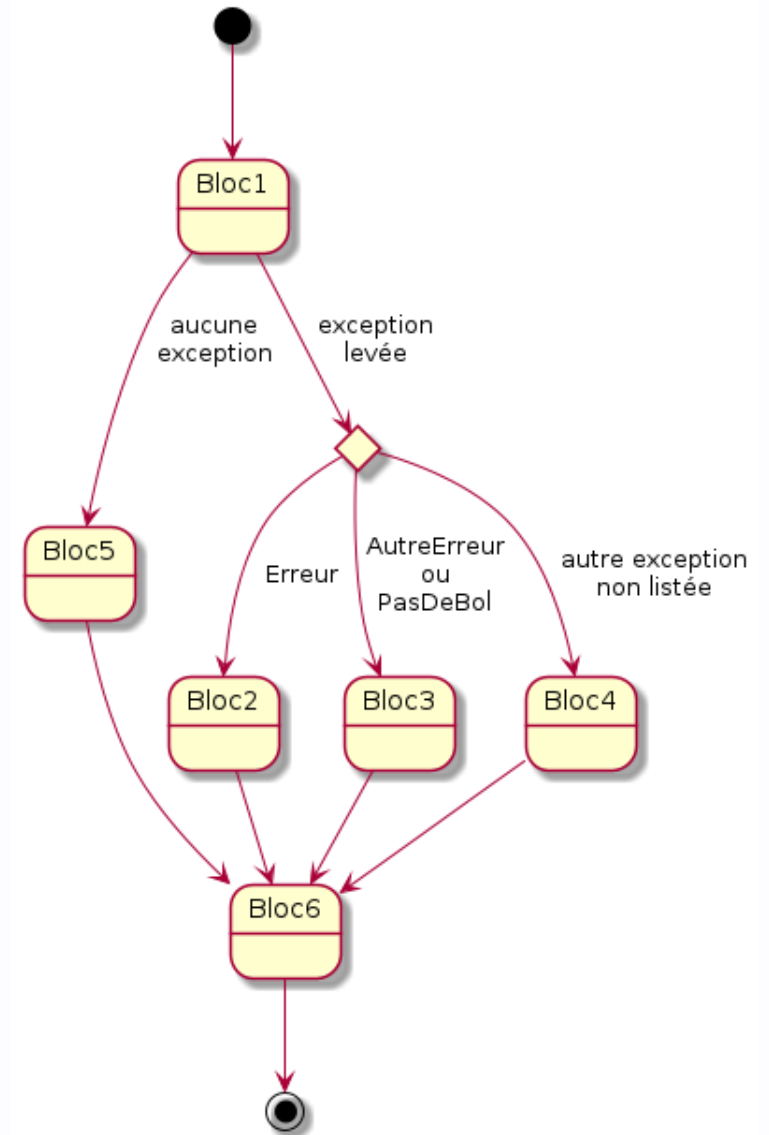 Bloc1
aucune
exception
exception
levée
Bloc5
Erreur
AutreErreur
ou
PasDeBol
autre exception
non listée
Bloc2
Bloc3
Bloc4
Bloc6